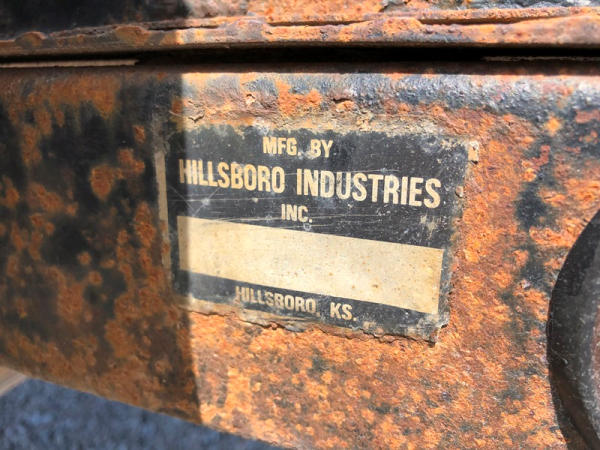 MFG. BY
HILLSBORO INDUSTRIES
INC.
HILLSBORO, KS.